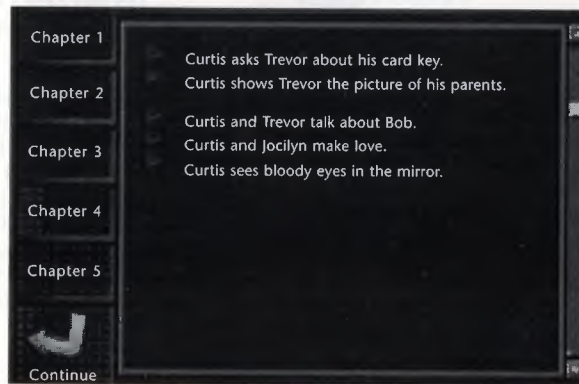 Chapter 1
Chapter 2
Chapter 3
Chapter 4
Chapter 5
Continue
Curtis asks Trevor about his card key.
Curtis shows Trevor the picture of his parents.
Curtis and Trevor talk about Bob.
Curtis and Jocilyn make love.
Curtis sees bloody eyes in the mirror.